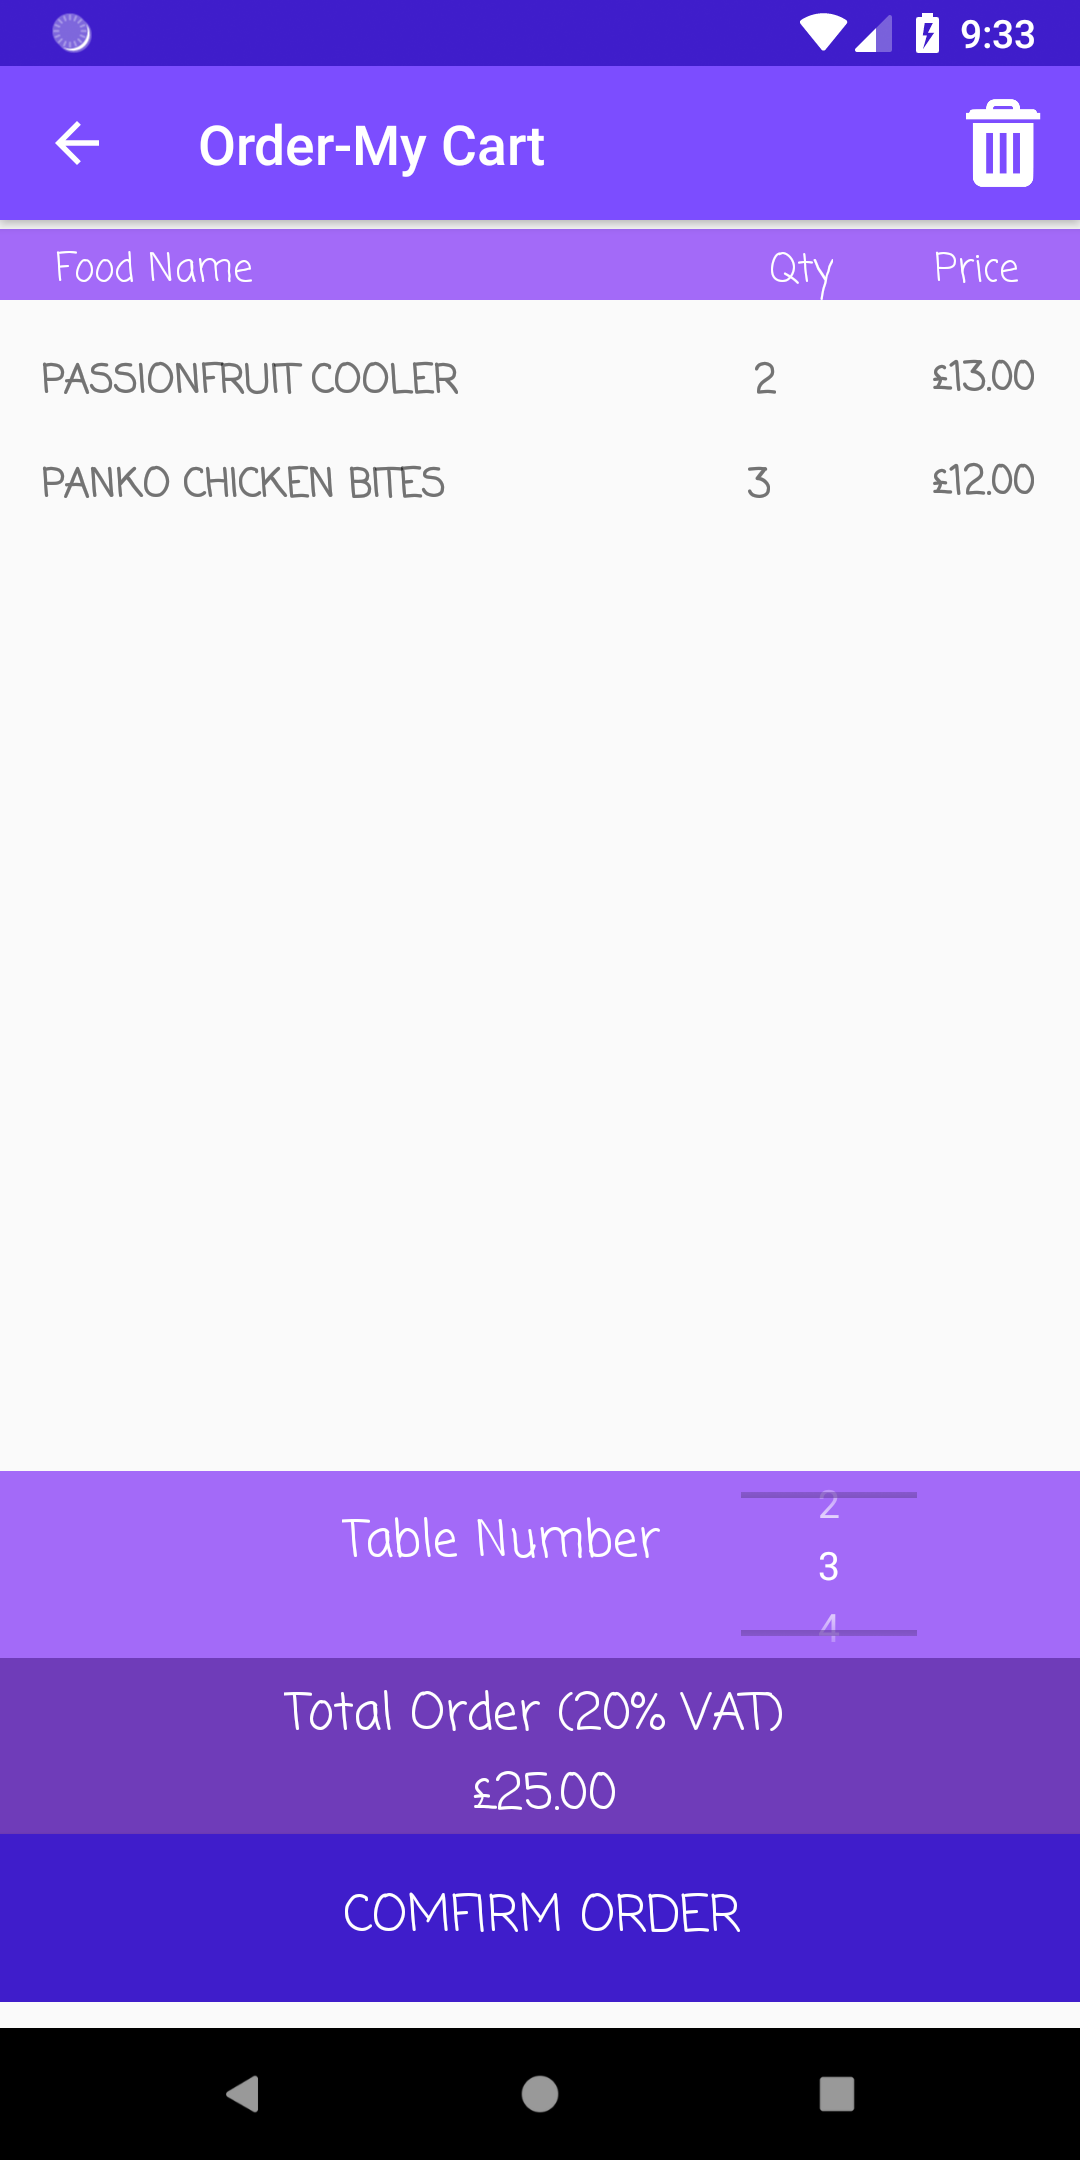 9:33
Order-My Cart
Food Name Qty Price
PASSIONFRUIT COOLER 2 £13.00
PANKO CHICKEN BITES 3 £12.00
2
Table Number
3
4
Total Order (20% VAT)
£25.00
COMFIRM ORDER